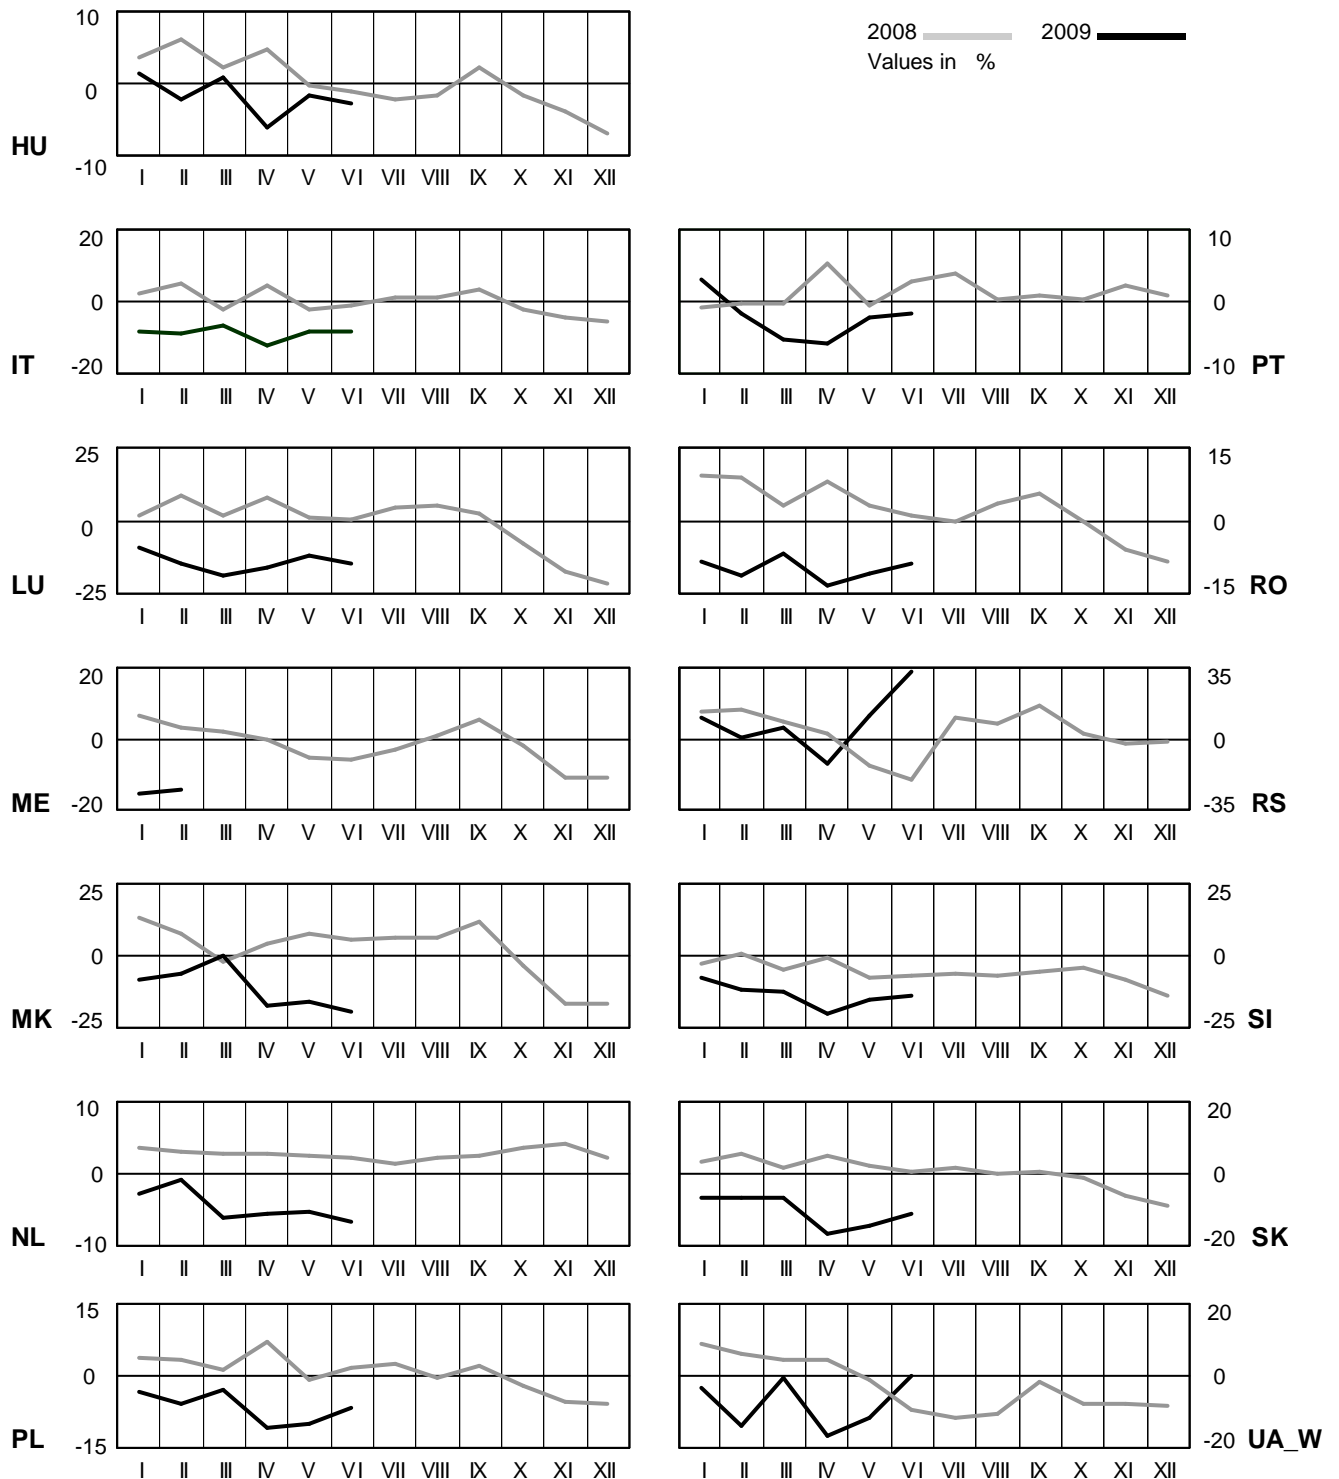 2008 2009
Values in %
10
0
-10
HU
I II III IV V VI VII VIII IX X XI XII
20
0
-20
IT
I II III IV V VI VII VIII IX X XI XII
10
0
-10 PT
I II III IV V VI VII VIII IX X XI XII
25
0
-25
LU
I II III IV V VI VII VIII IX X XI XII
15
0
-15 RO
I II III IV V VI VII VIII IX X XI XII
20
0
ME -20
I II III IV V VI VII VIII IX X XI XII
35
0
-35 RS
I II III IV V VI VII VIII IX X XI XII
25
0
MK -25
I II III IV V VI VII VIII IX X XI XII
25
0
-25 SI
I II III IV V VI VII VIII IX X XI XII
10
0
NL -10
I II III IV V VI VII VIII IX X XI XII
20
0
-20 SK
I II III IV V VI VII VIII IX X XI XII
15
0
PL -15
I II III IV V VI VII VIII IX X XI XII
20
0
-20 UA_W
I II III IV V VI VII VIII IX X XI XII